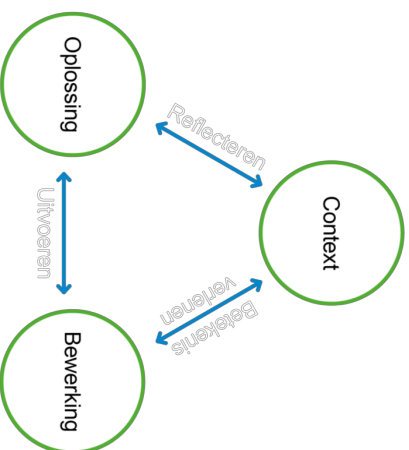 Context
Reflecteren
Betekenis
verlenen
Oplossing
Uitvoeren
Bewerking